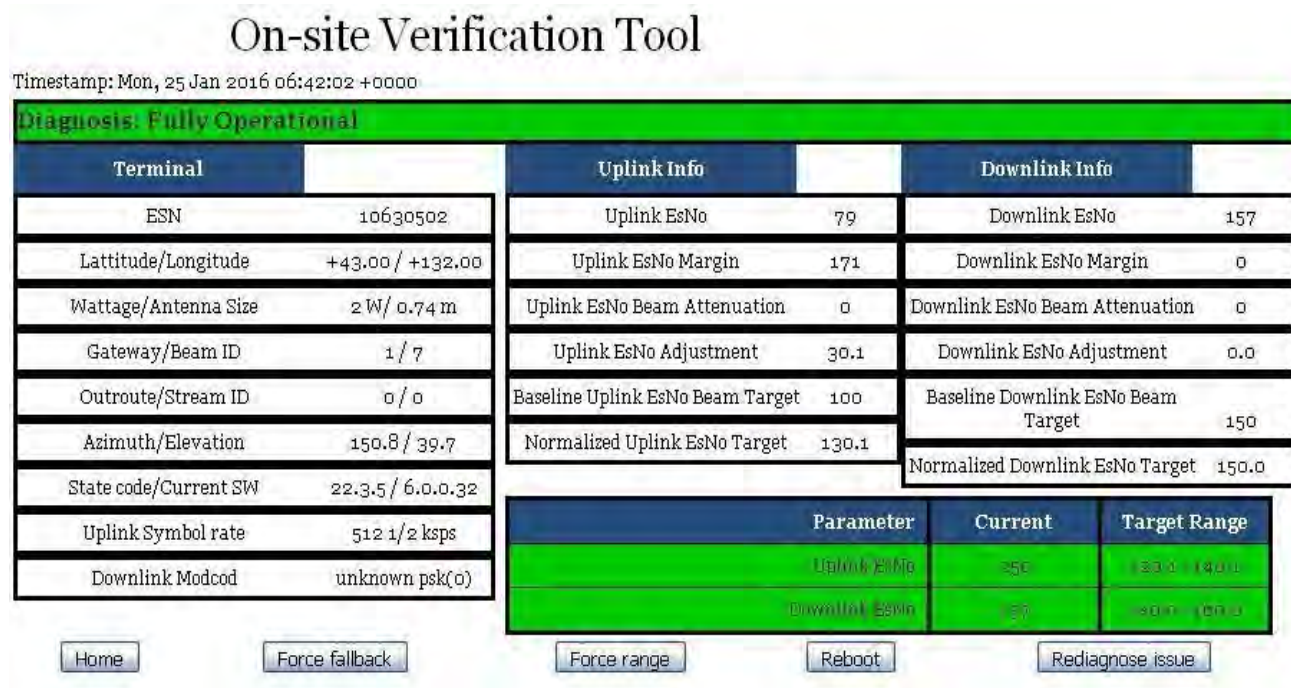 On-site Verification Tool
Timestamp: Mon, 25 Jan 2016 06:42:02 +0000
Diagnosis: Fully Operational
Terminal
ESN 10630502
Lattitude/Longitude +43.00 / +132.00
Wattage/Antenna Size 2 W/ 0.74 m
Gateway/Beam ID 1 / 7
Outroute/Stream ID 0 / 0
Azimuth/Elevation 150.8 / 39.7
State code/Current SW 22.3.5 / 6.0.0.32
Uplink Symbol rate 512 1/2 ksps
Downlink Modcod unknown psk(0)
Uplink Info
Uplink EsNo 79
Uplink EsNo Margin 171
Uplink EsNo Beam Attenuation 0
Uplink EsNo Adjustment 30.1
Baseline Uplink EsNo Beam Target 100
Normalized Uplink EsNo Target 130.1
Downlink Info
Downlink EsNo 157
Downlink EsNo Margin 0
Downlink EsNo Beam Attenuation 0
Downlink EsNo Adjustment 0.0
Baseline Downlink EsNo Beam
Target 150
Normalized Downlink EsNo Target 150.0
Parameter Current Target Range
Uplink EsNo 250
Downlink EsNo 157
Home Force fallback Force range Reboot Rediagnose issue